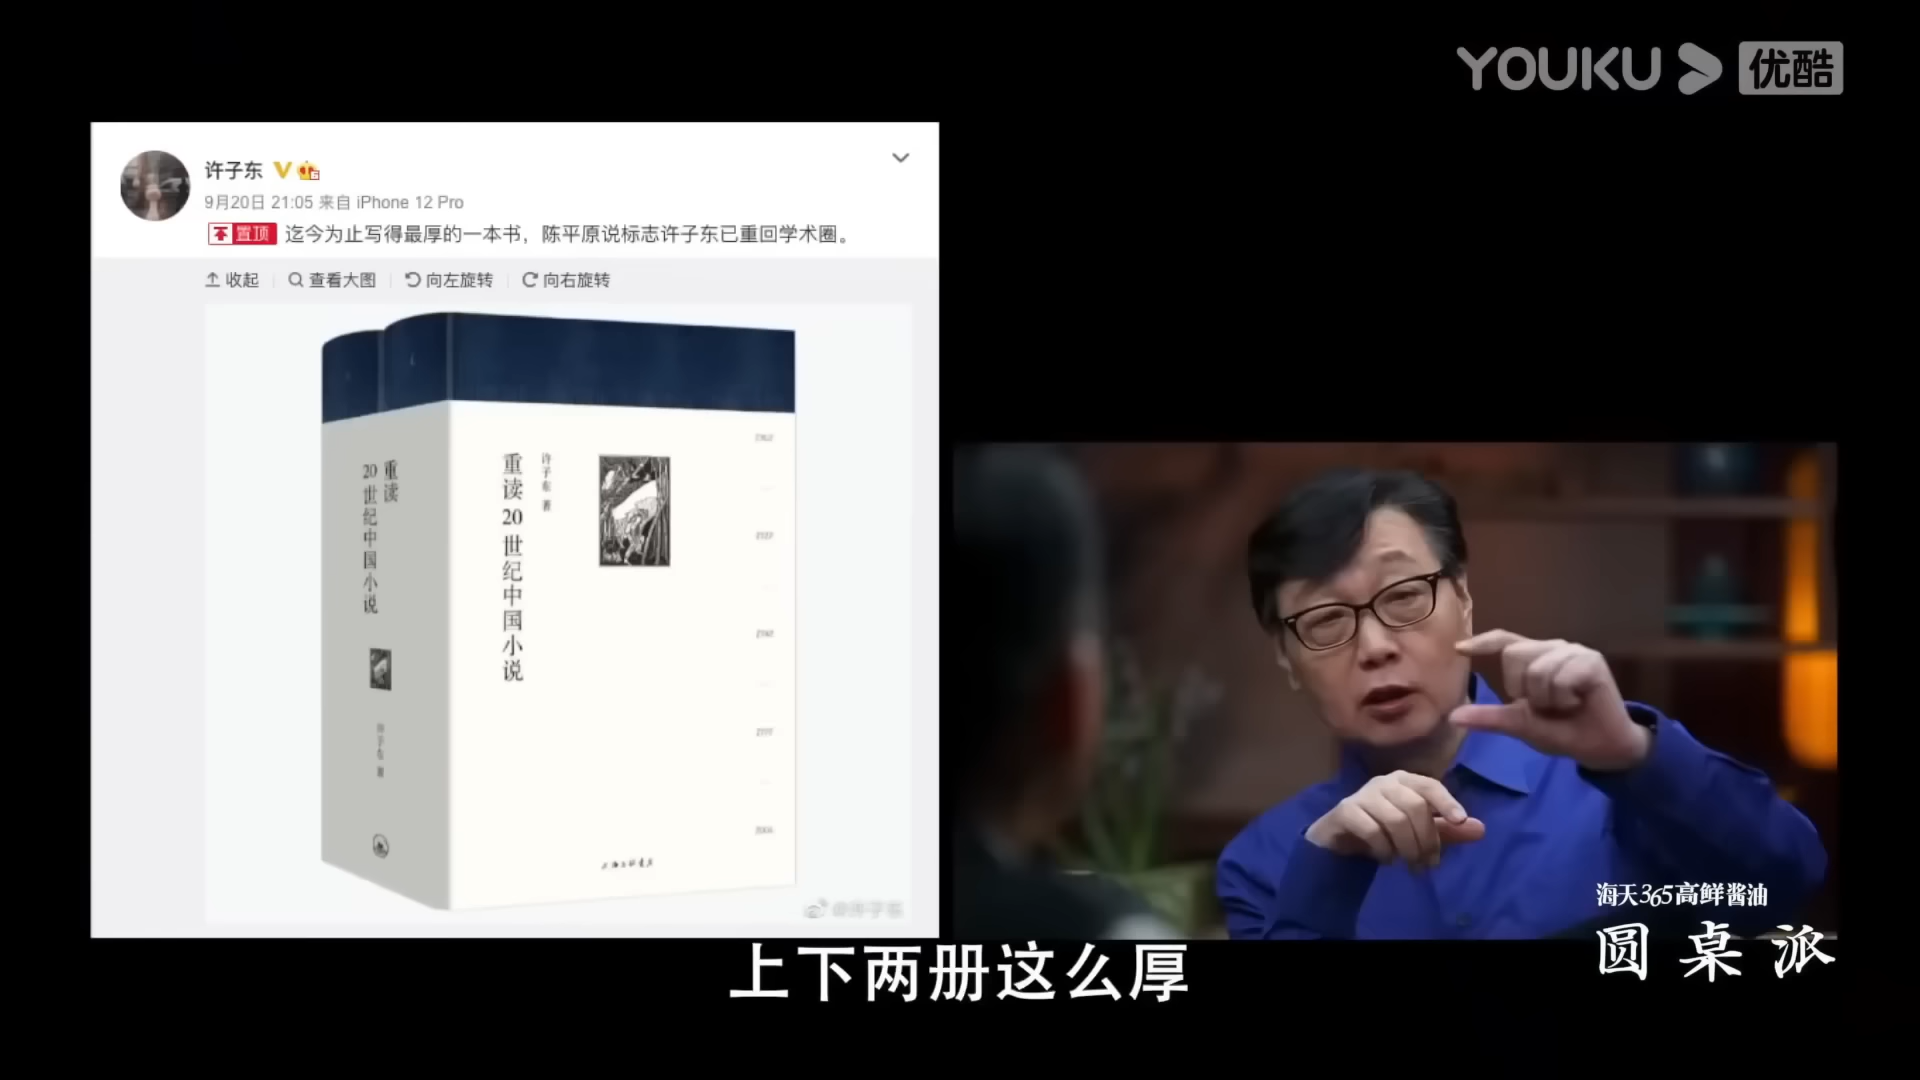 YOUKU 优酷
许子东
9月20日 21:05 来自 iPhone 12 Pro
置顶 迄今为止写得最厚的一本书，陈平原说标志许子东已重回学术圈。
收起 查看大图 向左旋转 向右旋转
重读
20世纪中国小说
许子东 著
重读20世纪中国小说
许子东 著
@许子东
海天365高鲜酱油
圆桌派
上下两册这么厚